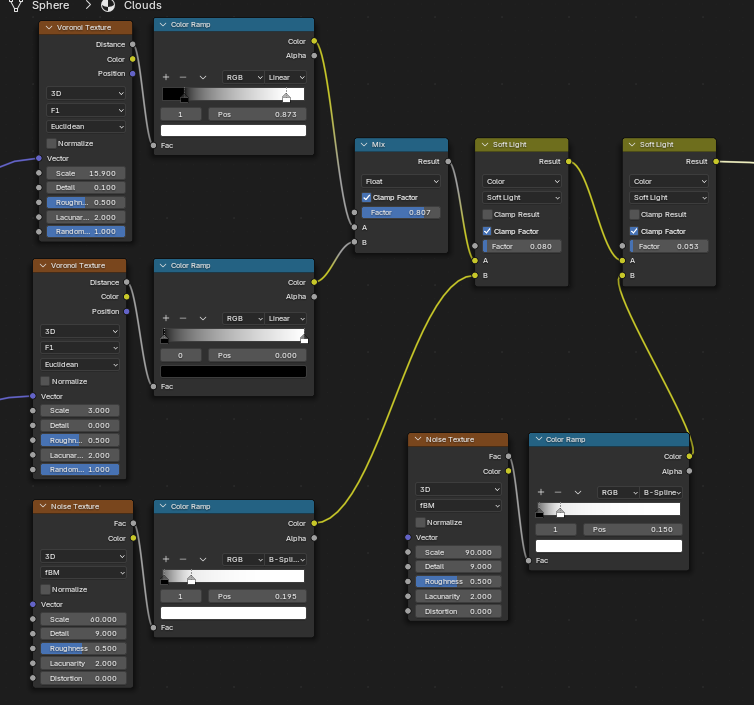 Sphere > Clouds
Voronoi Texture
Distance
Color
Position
3D
F1
Euclidean
Normalize
Vector
Scale 15.900
Detail 0.100
Roughn... 0.500
Lacunar... 2.000
Random... 1.000
Color Ramp
Color
Alpha
RGB Linear
1 Pos 0.873
Fac
Mix
Result
Float
Clamp Factor
Factor 0.807
A
B
Soft Light
Result
Color
Soft Light
Clamp Result
Clamp Factor
Factor 0.080
A
B
Soft Light
Result
Color
Soft Light
Clamp Result
Clamp Factor
Factor 0.053
A
B
Voronoi Texture
Distance
Color
Position
3D
F1
Euclidean
Normalize
Vector
Scale 3.000
Detail 0.000
Roughn... 0.500
Lacunar... 2.000
Random... 1.000
Color Ramp
Color
Alpha
RGB Linear
0 Pos 0.000
Fac
Noise Texture
Fac
Color
3D
fBM
Normalize
Vector
Scale 60.000
Detail 9.000
Roughness 0.500
Lacunarity 2.000
Distortion 0.000
Color Ramp
Color
Alpha
RGB B-Spli...
1 Pos 0.195
Fac
Noise Texture
Fac
Color
3D
fBM
Normalize
Vector
Scale 90.000
Detail 9.000
Roughness 0.500
Lacunarity 2.000
Distortion 0.000
Color Ramp
Color
Alpha
RGB B-Spline
1 Pos 0.150
Fac